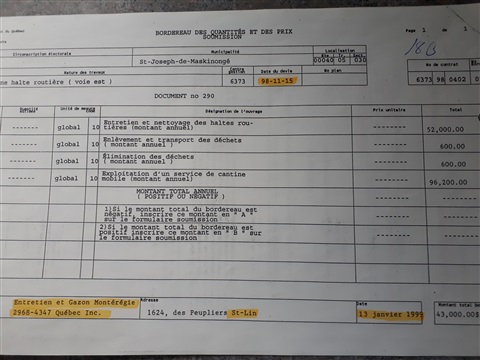 du Québec
BORDEREAU DES QUANTITÉS ET DES PRIX
SOUMISSION
Page 1 de
18B
Circonscription électorale
Municipalité
Localisation
St-Joseph-de-Maskinongé
00040 05 030
Nature des travaux
Date du devis
No plan
No de contrat
une halte routière ( voie est )
6373
98-11-15
6373 98 0402
DOCUMENT no 290
Quantité
Unité de mesure
Désignation de l'ouvrage
Prix unitaire
Total
------- global 10 Entretien et nettoyage des haltes rou-
tières (montant annuel) -------- 52,000.00
------- global 10 Enlèvement et transport des déchets
( montant annuel ) -------- 600.00
------- global 10 Élimination des déchets
( montant annuel ) -------- 600.00
------- global 10 Exploitation d'un service de cantine
mobile (montant annuel) -------- 96,200.00
MONTANT TOTAL ANNUEL
( POSITIF OU NÉGATIF )
1)Si le montant total du bordereau est
négatif, inscrire ce montant en " A "
sur le formulaire soumission
2)Si le montant total du bordereau est
positif inscrire ce montant en " B " sur
le formulaire soumission
Entretien et Gazon Montérégie
2968-4347 Québec Inc.
Adresse
1624, des Peupliers St-Lin
Date
13 janvier 1999
Montant total
43,000.00$